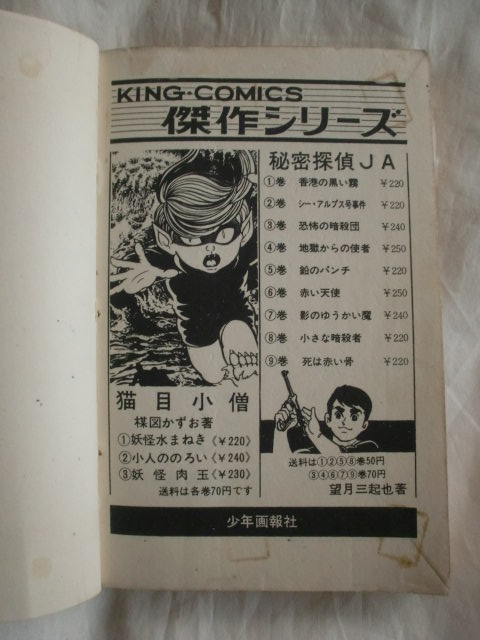 KING・COMICS
傑作シリーズ
秘密探偵JA
①巻 香港の黒い霧 ¥220
②巻 シー・アルプス号事件 ¥220
③巻 恐怖の暗殺団 ¥240
④巻 地獄からの使者 ¥250
⑤巻 鉛のパンチ ¥220
⑥巻 赤い天使 ¥250
⑦巻 影のゆうかい魔 ¥240
⑧巻 小さな暗殺者 ¥220
⑨巻 死は赤い骨 ¥220
送料は①②⑤⑧巻50円
③④⑥⑦⑨巻70円
望月三起也著
猫目小僧
楳図かずお著
①妖怪水まねき《¥220》
②小人ののろい《¥240》
③妖怪肉玉《¥230》
送料は各巻70円です
少年画報社